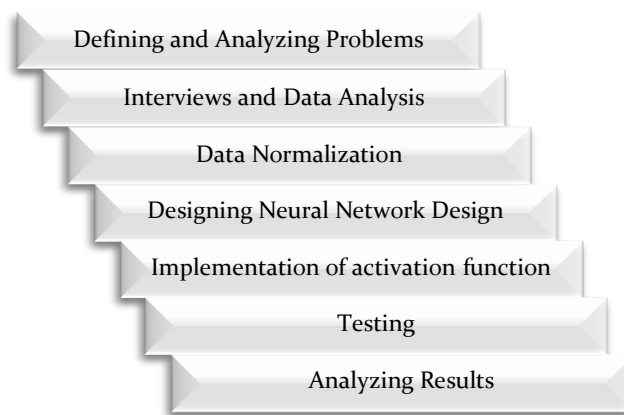 Defining and Analyzing Problems
Interviews and Data Analysis
Data Normalization
Designing Neural Network Design
Implementation of activation function
Testing
Analyzing Results